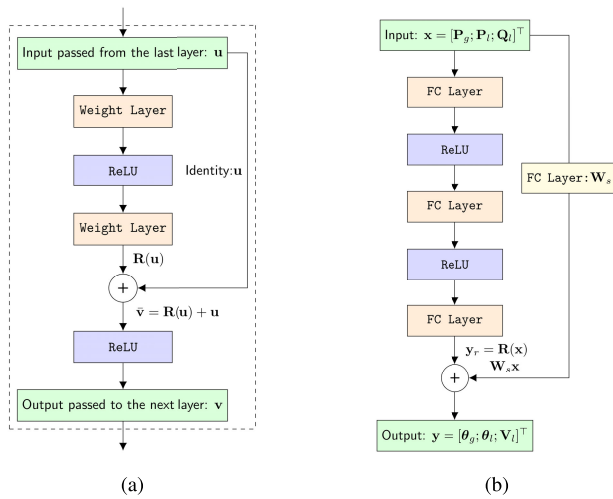 Input passed from the last layer: u
Weight Layer
ReLU
Identity:u
Weight Layer
R(u)
+
v̄ = R(u) + u
ReLU
Output passed to the next layer: v
(a)
Input: x = [P_g; P_l; Q_l]^⊤
FC Layer
ReLU
FC Layer:W_s
FC Layer
ReLU
FC Layer
y_r = R(x)
W_s x
+
Output: y = [θ_g; θ_l; V_l]^⊤
(b)